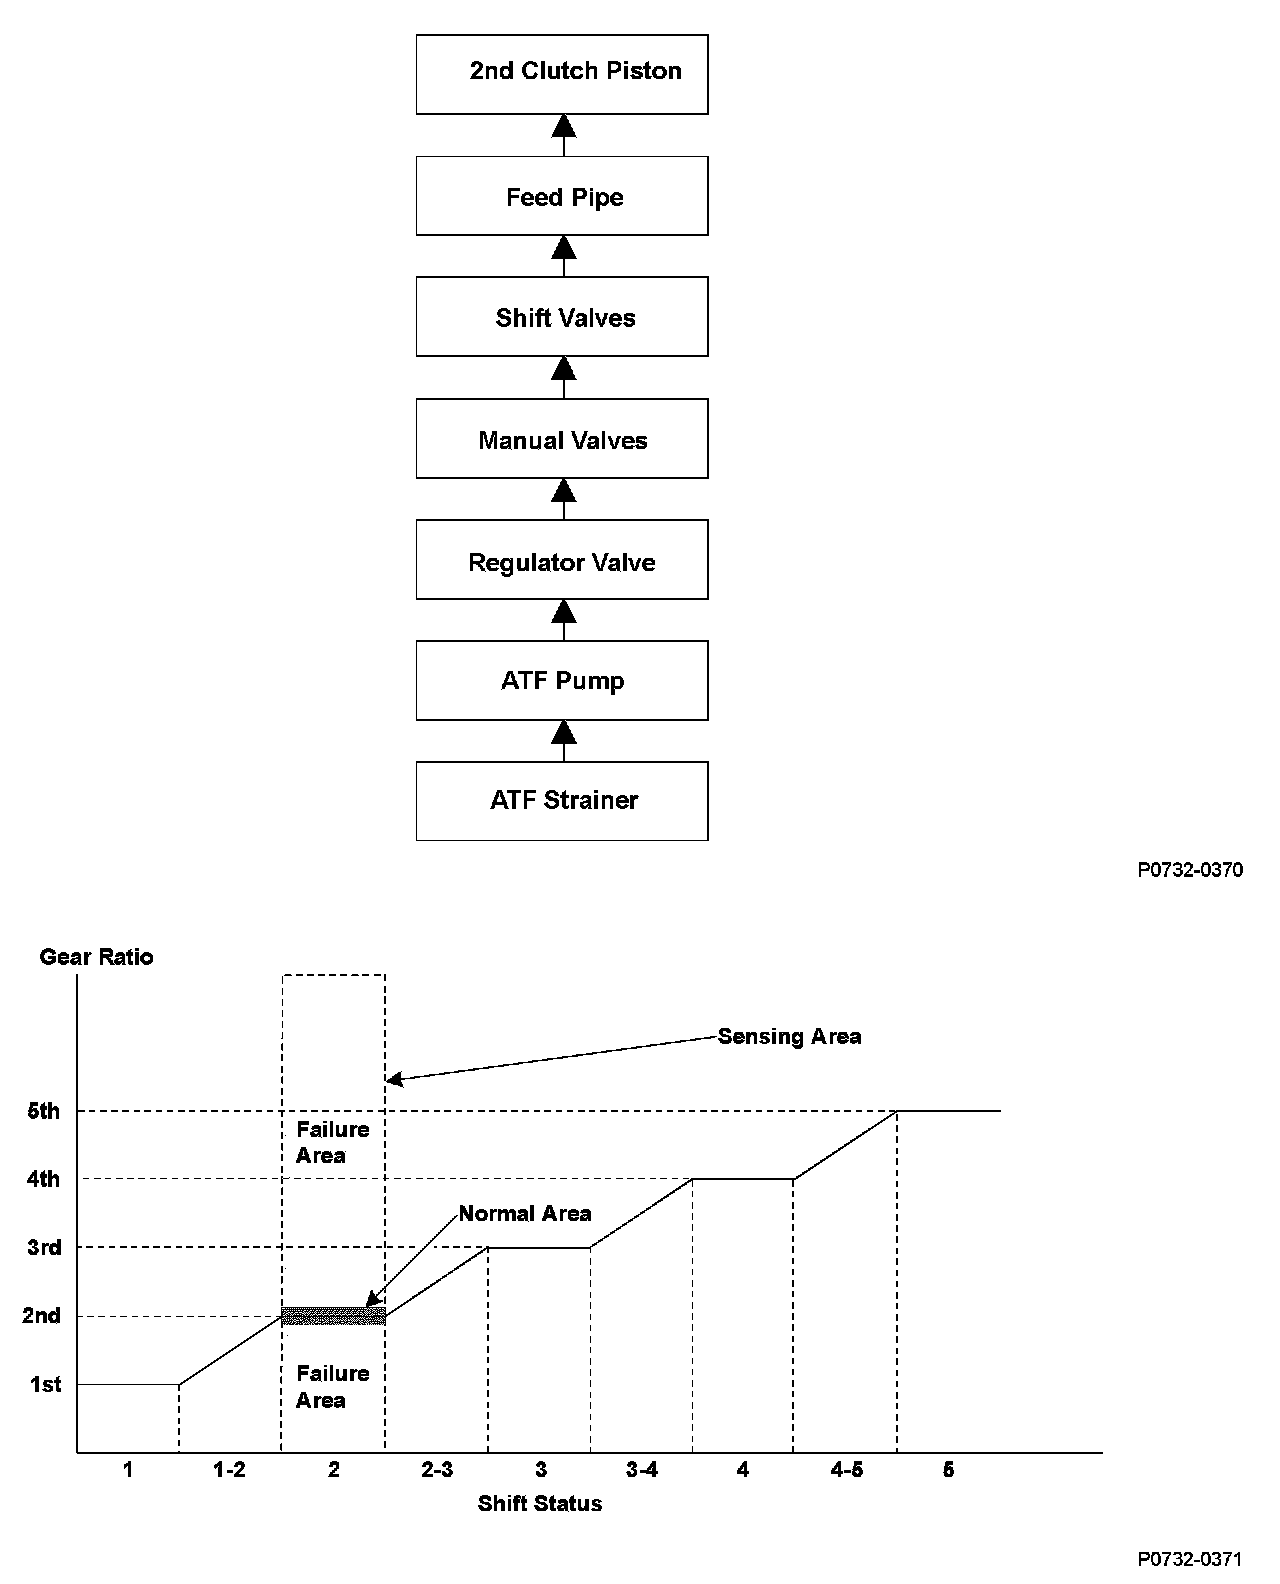 2nd Clutch Piston
Feed Pipe
Shift Valves
Manual Valves
Regulator Valve
ATF Pump
ATF Strainer
P0732-0370
Gear Ratio
Sensing Area
5th
Failure
Area
4th
Normal Area
3rd
2nd
Failure
Area
1st
1 1-2 2 2-3 3 3-4 4 4-5 5
Shift Status
P0732-0371